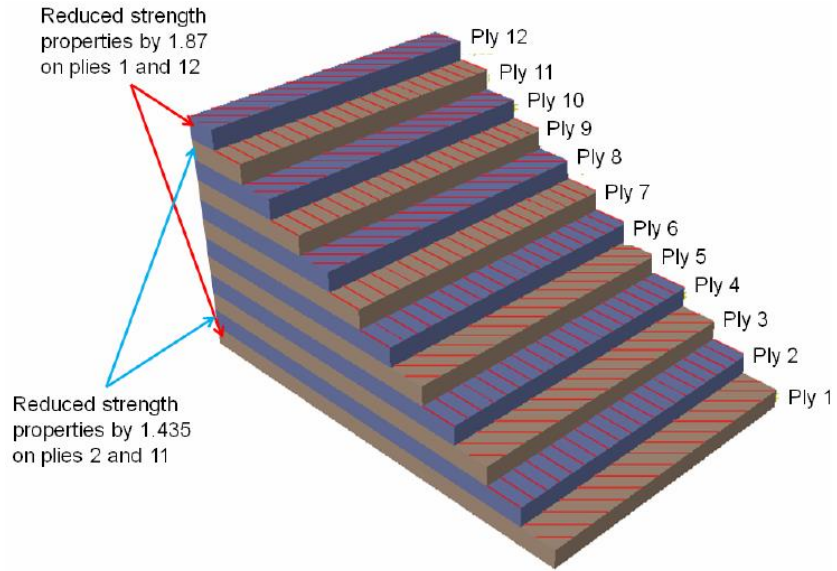 Reduced strength
properties by 1.87
on plies 1 and 12
Ply 12
Ply 11
Ply 10
Ply 9
Ply 8
Ply 7
Ply 6
Ply 5
Ply 4
Ply 3
Ply 2
Ply 1
Reduced strength
properties by 1.435
on plies 2 and 11